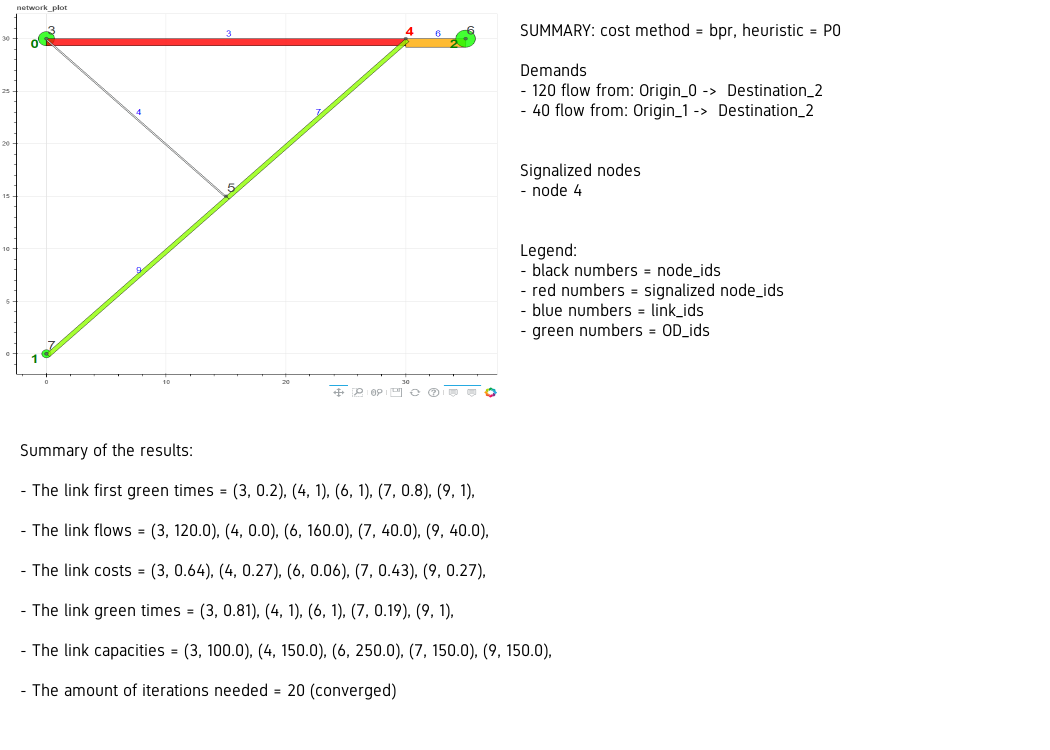 network_plot
30
25
20
15
10
5
0
0
10
20
30
3
0
3
4
6
6
2
4
7
5
9
7
1
SUMMARY: cost method = bpr, heuristic = P0
Demands
- 120 flow from: Origin_0 -> Destination_2
- 40 flow from: Origin_1 -> Destination_2
Signalized nodes
- node 4
Legend:
- black numbers = node_ids
- red numbers = signalized node_ids
- blue numbers = link_ids
- green numbers = OD_ids
Summary of the results:
- The link first green times = (3, 0.2), (4, 1), (6, 1), (7, 0.8), (9, 1),
- The link flows = (3, 120.0), (4, 0.0), (6, 160.0), (7, 40.0), (9, 40.0),
- The link costs = (3, 0.64), (4, 0.27), (6, 0.06), (7, 0.43), (9, 0.27),
- The link green times = (3, 0.81), (4, 1), (6, 1), (7, 0.19), (9, 1),
- The link capacities = (3, 100.0), (4, 150.0), (6, 250.0), (7, 150.0), (9, 150.0),
- The amount of iterations needed = 20 (converged)